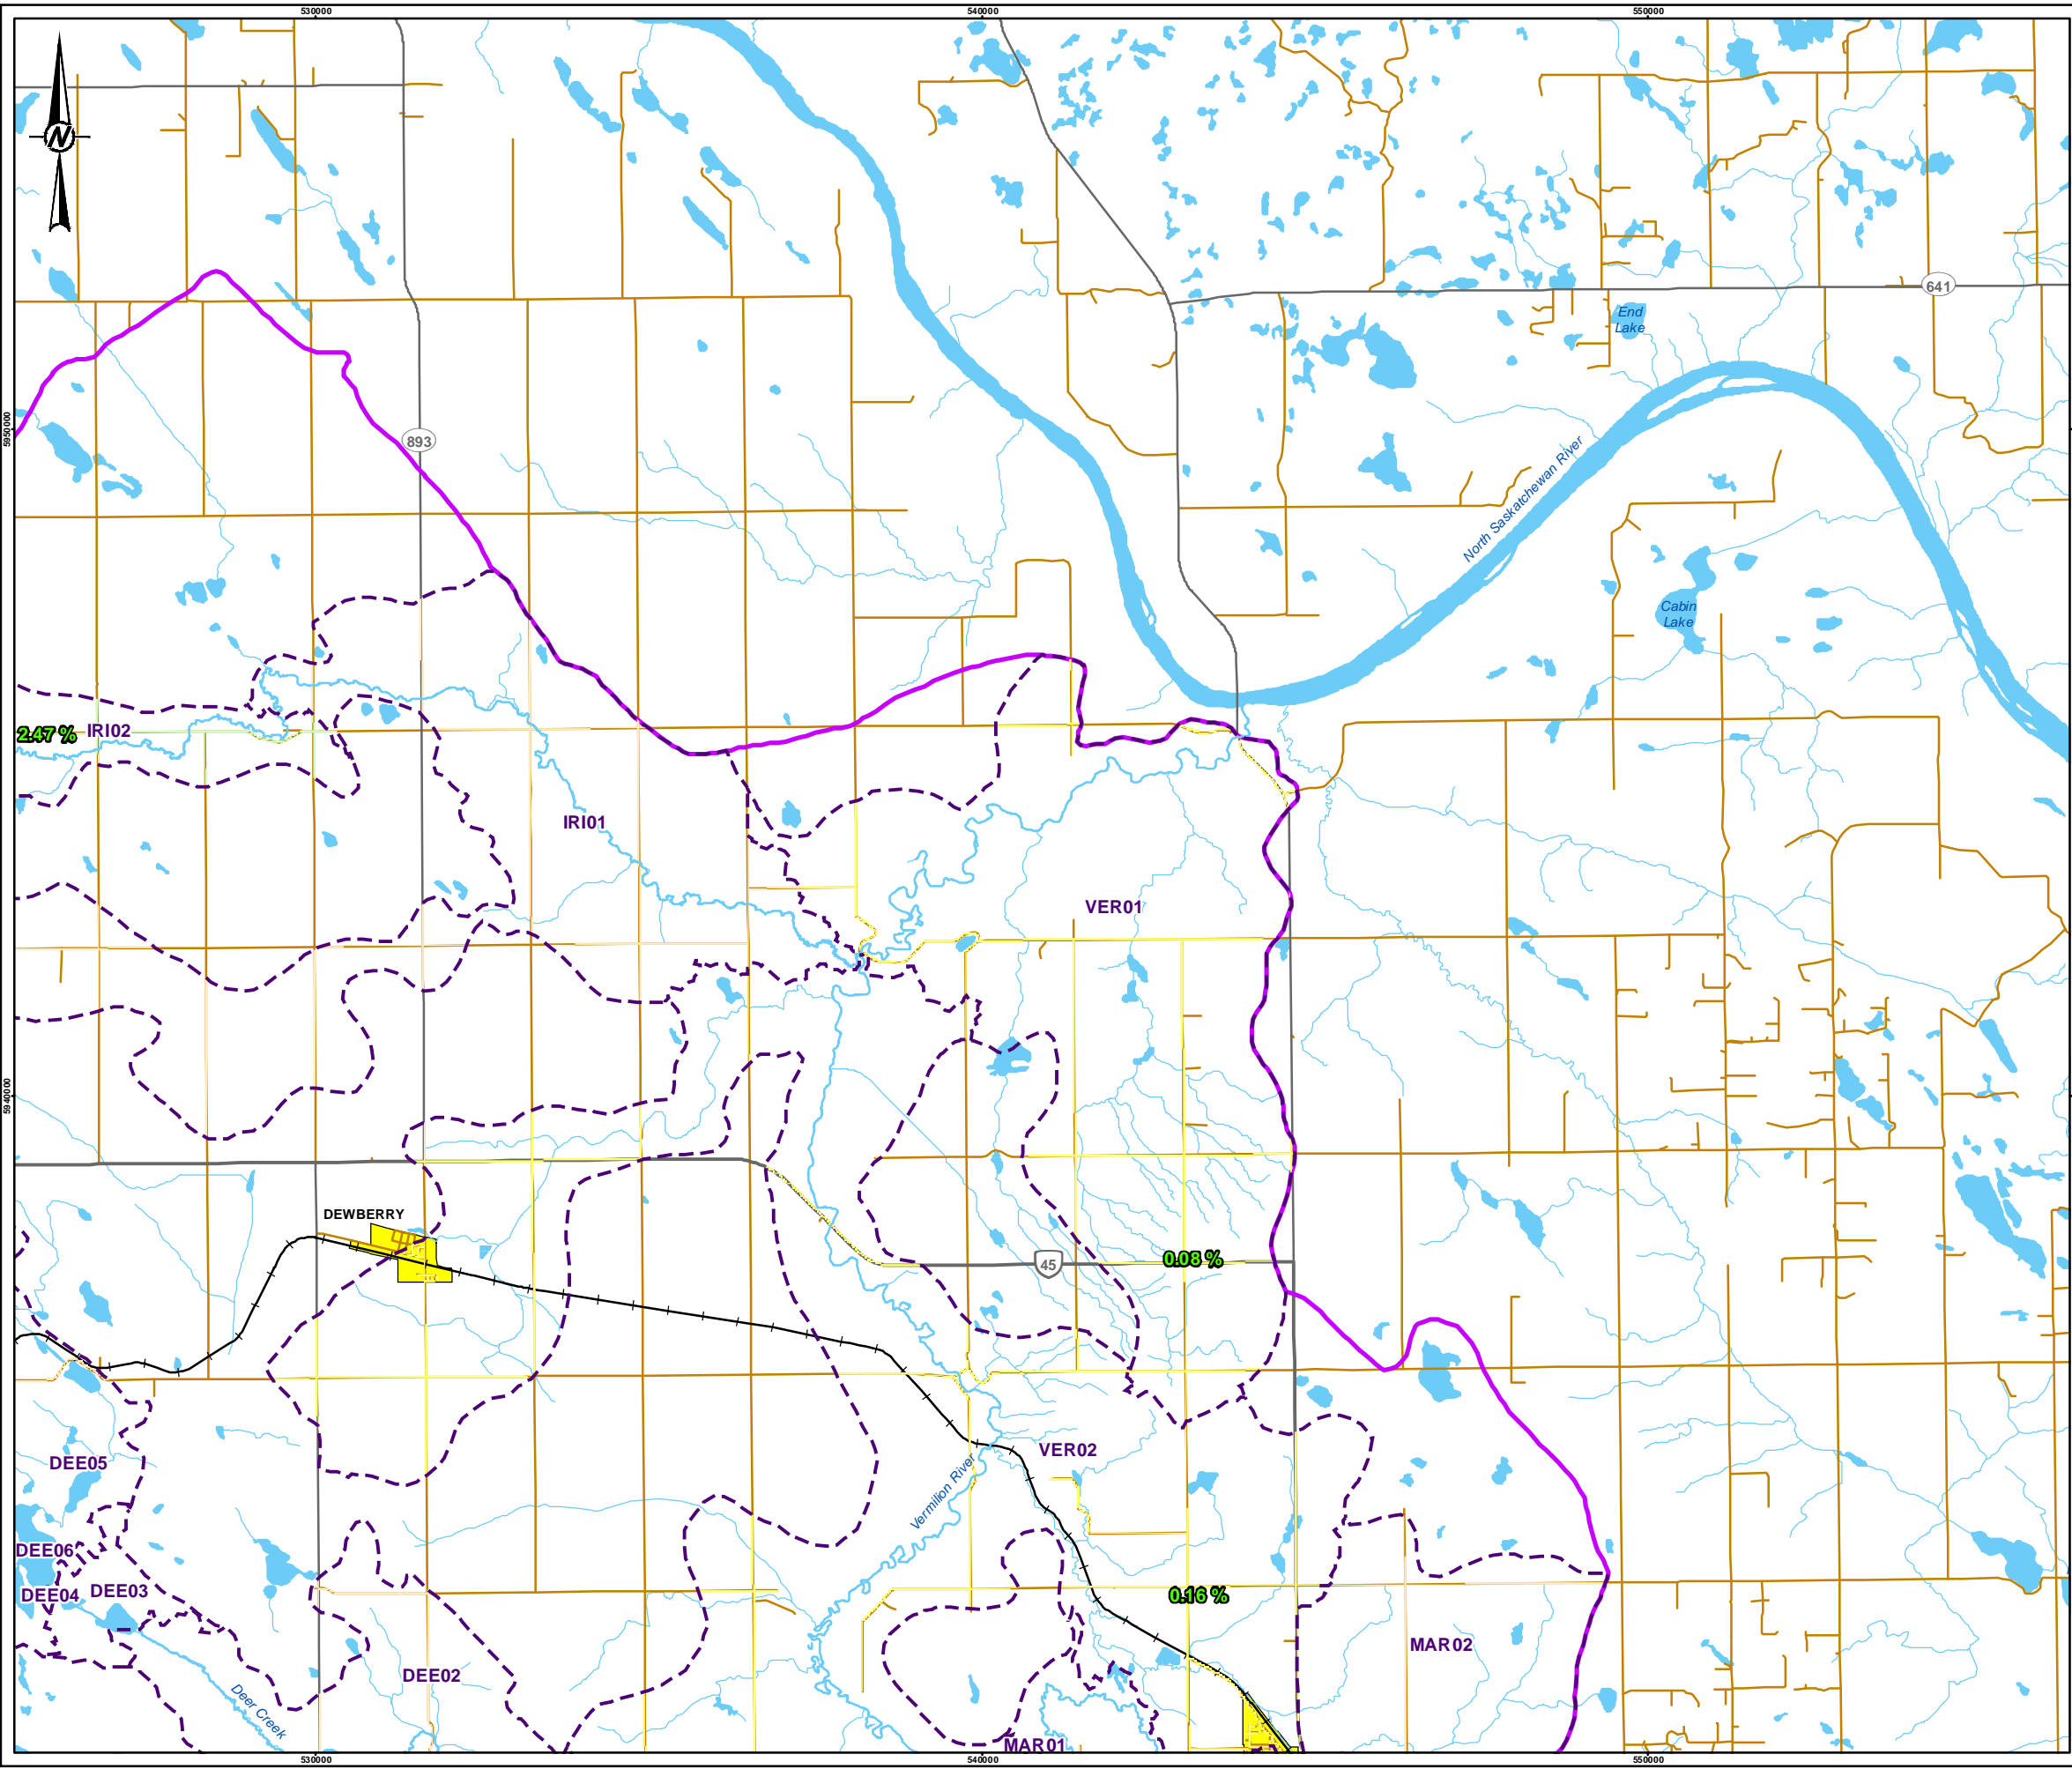 530000
540000
550000
N
641
End
Lake
5950000
893
North Saskatchewan River
Cabin
Lake
2.47 %
IRI02
IRI01
VER01
5940000
DEWBERRY
0.08 %
45
VER02
DEE05
Vermilion River
DEE06
DEE04
DEE03
0.16 %
MAR02
DEE02
Deer Creek
MAR01
530000
540000
550000